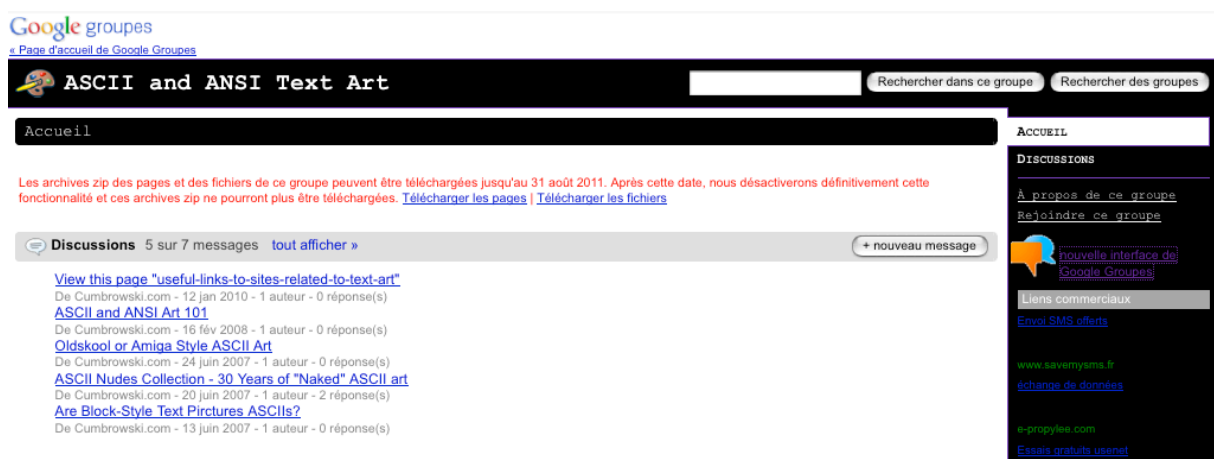 Google groupes
« Page d'accueil de Google Groupes
ASCII and ANSI Text Art
Rechercher dans ce groupe
Rechercher des groupes
Accueil
Les archives zip des pages et des fichiers de ce groupe peuvent être téléchargées jusqu'au 31 août 2011. Après cette date, nous désactiverons définitivement cette
fonctionnalité et ces archives zip ne pourront plus être téléchargées. Télécharger les pages | Télécharger les fichiers
Discussions 5 sur 7 messages tout afficher »
+ nouveau message
View this page "useful-links-to-sites-related-to-text-art"
De Cumbrowski.com - 12 jan 2010 - 1 auteur - 0 réponse(s)
ASCII and ANSI Art 101
De Cumbrowski.com - 16 fév 2008 - 1 auteur - 0 réponse(s)
Oldskool or Amiga Style ASCII Art
De Cumbrowski.com - 24 juin 2007 - 1 auteur - 0 réponse(s)
ASCII Nudes Collection - 30 Years of "Naked" ASCII art
De Cumbrowski.com - 20 juin 2007 - 1 auteur - 2 réponse(s)
Are Block-Style Text Pirctures ASCIIs?
De Cumbrowski.com - 13 juin 2007 - 1 auteur - 0 réponse(s)
Accueil
Discussions
À propos de ce groupe
Rejoindre ce groupe
nouvelle interface de
Google Groupes
Liens commerciaux
Envoi SMS offerts
www.savemysms.fr
échange de données
e-propylee.com
Essais gratuits usenet